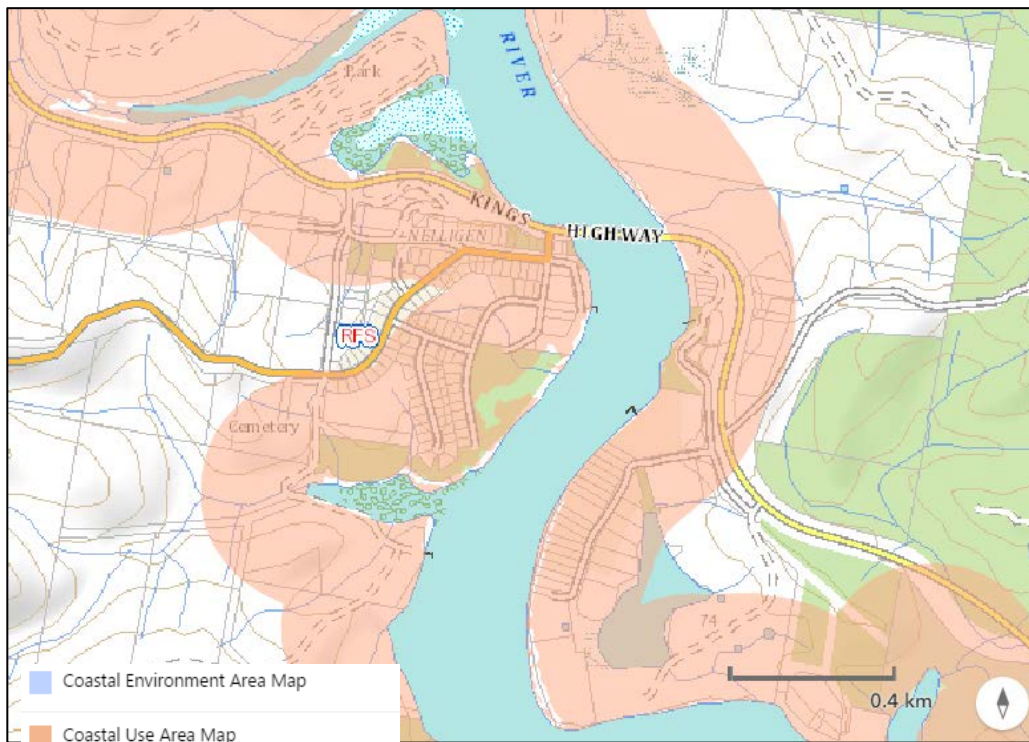 RIVER
Park
KINGS
HIGHWAY
NELLIGEN
RFS
Cemetery
74
Coastal Environment Area Map
Coastal Use Area Map
0.4 km